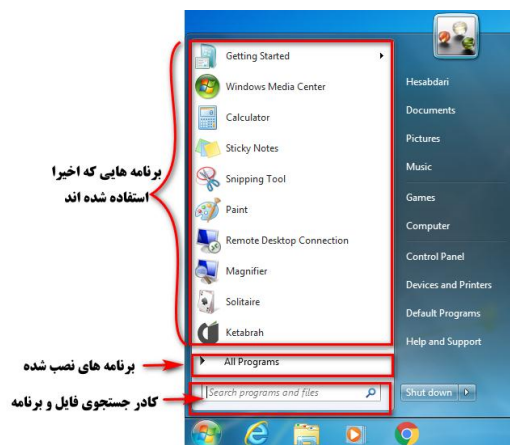 Getting Started
Windows Media Center
Calculator
Sticky Notes
Snipping Tool
Paint
Remote Desktop Connection
Magnifier
Solitaire
Ketabrah
All Programs
Search programs and files
Hesabdari
Documents
Pictures
Music
Games
Computer
Control Panel
Devices and Printers
Default Programs
Help and Support
Shut down
برنامه هایی که اخیرا
استفاده شده اند
برنامه های نصب شده
کادر جستجوی فایل و برنامه